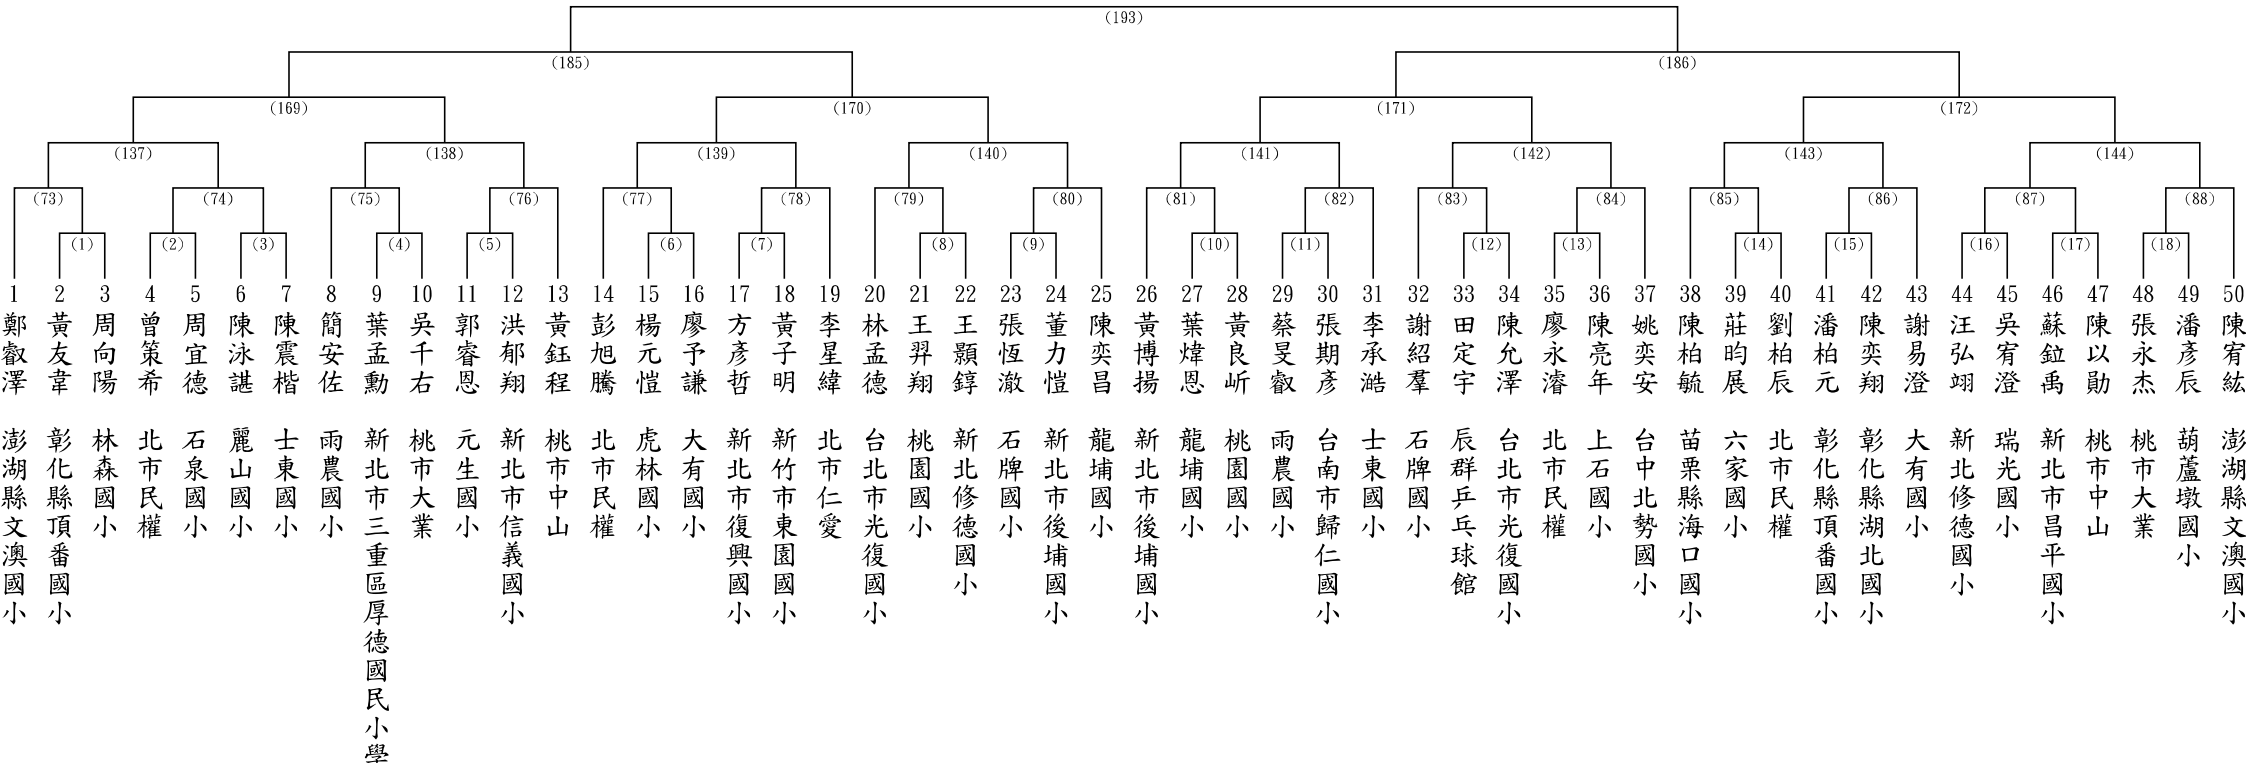 (193)
(185) (186)
(169) (170) (171) (172)
(137) (138) (139) (140) (141) (142) (143) (144)
(73) (74) (75) (76) (77) (78) (79) (80) (81) (82) (83) (84) (85) (86) (87) (88)
(1) (2) (3) (4) (5) (6) (7) (8) (9) (10) (11) (12) (13) (14) (15) (16) (17) (18)
1 鄭叡澤 澎湖縣文澳國小
2 黃友韋 彰化縣頂番國小
3 周向陽 林森國小
4 曾策希 北市民權
5 周宜德 石泉國小
6 陳泳諶 麗山國小
7 陳震楷 士東國小
8 簡安佐 雨農國小
9 葉孟勳 新北市三重區厚德國民小學
10 吳千右 桃市大業
11 郭睿恩 元生國小
12 洪郁翔 新北市信義國小
13 黃鈺程 桃市中山
14 彭旭騰 北市民權
15 楊元愷 虎林國小
16 廖予謙 大有國小
17 方彥哲 新北市復興國小
18 黃子明 新竹市東園國小
19 李星緯 北市仁愛
20 林孟德 台北市光復國小
21 王羿翔 桃園國小
22 王顥錞 新北修德國小
23 張恆澈 石牌國小
24 董力愷 新北市後埔國小
25 陳奕昌 龍埔國小
26 黃博揚 新北市後埔國小
27 葉煒恩 龍埔國小
28 黃良岓 桃園國小
29 蔡旻叡 雨農國小
30 張期彥 台南市歸仁國小
31 李承澔 士東國小
32 謝紹羣 石牌國小
33 田定宇 辰群乒乓球館
34 陳允澤 台北市光復國小
35 廖永濬 北市民權
36 陳亮年 上石國小
37 姚奕安 台中北勢國小
38 陳柏毓 苗栗縣海口國小
39 莊昀展 六家國小
40 劉柏辰 北市民權
41 潘柏元 彰化縣頂番國小
42 陳奕翔 彰化縣湖北國小
43 謝易澄 大有國小
44 汪弘翊 新北修德國小
45 吳宥澄 瑞光國小
46 蘇鉝禹 新北市昌平國小
47 陳以勛 桃市中山
48 張永杰 桃市大業
49 潘彥辰 葫蘆墩國小
50 陳宥紘 澎湖縣文澳國小